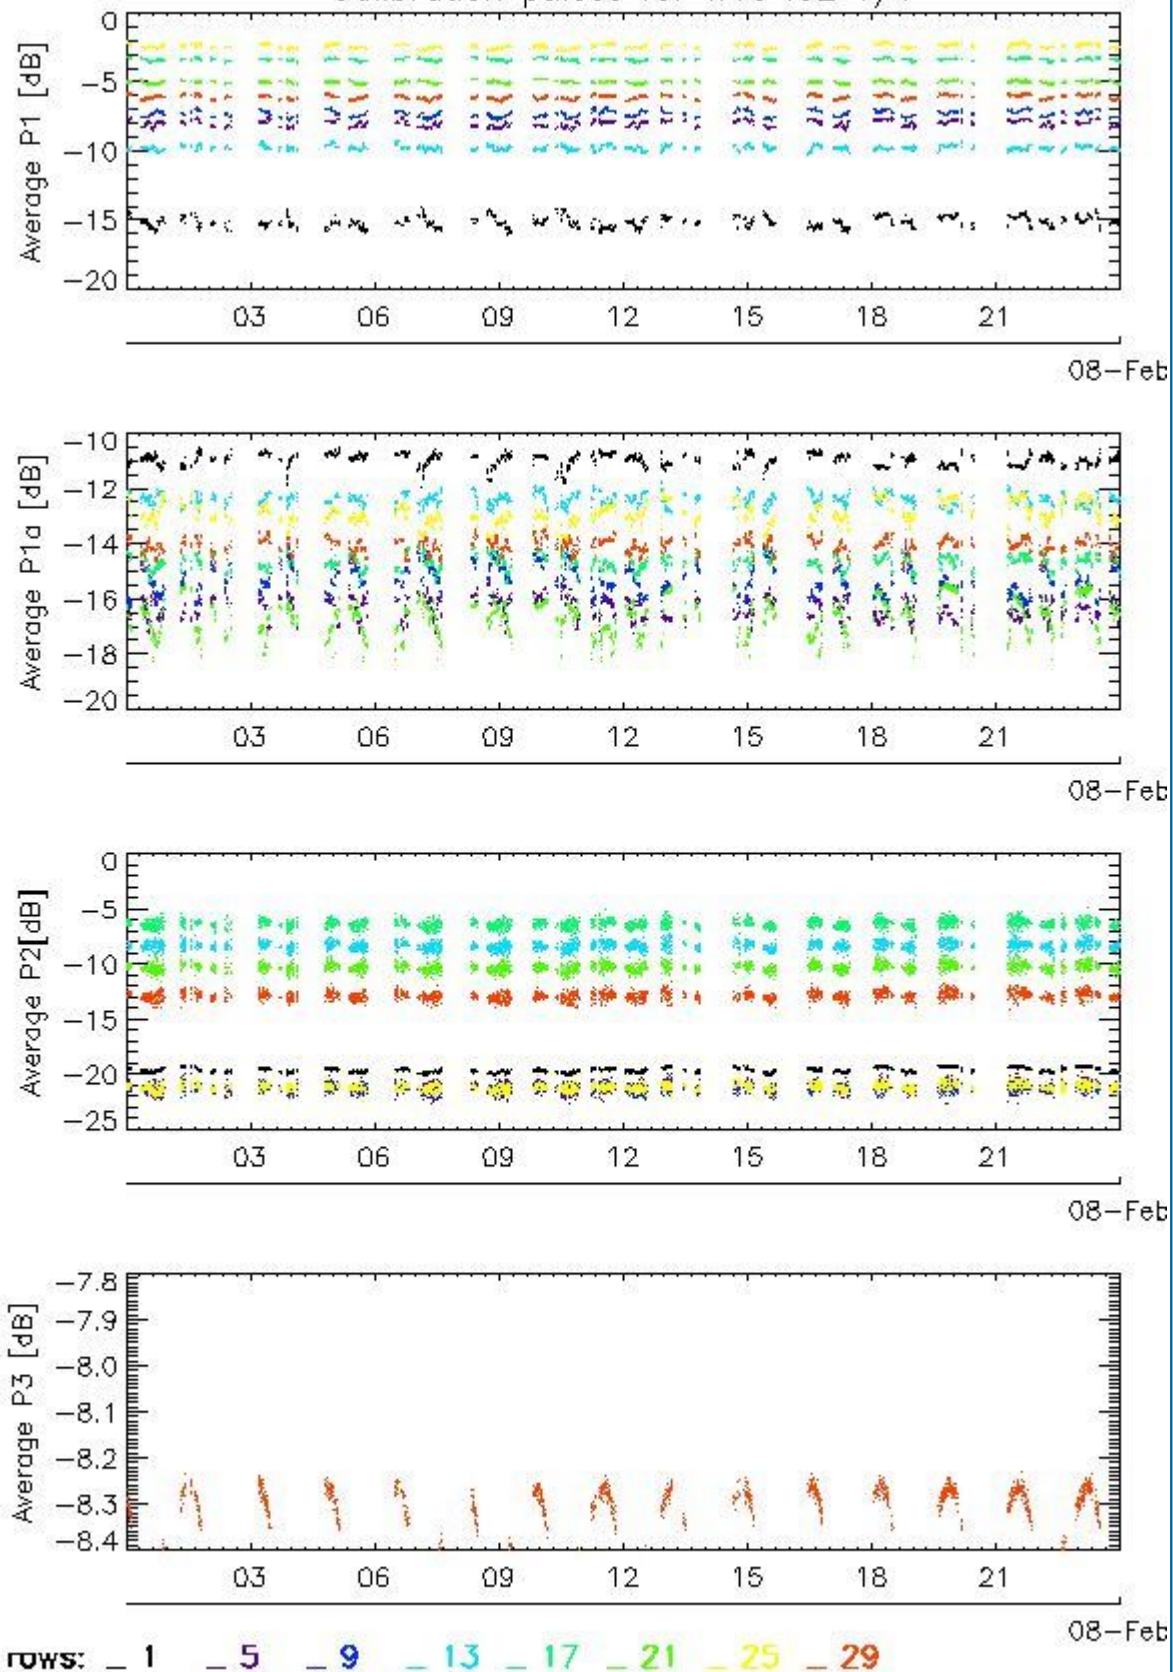 0
−5
−10
−15
−20
Average P1 [dB]
03 06 09 12 15 18 21
08−Feb
−10
−12
−14
−16
−18
−20
Average P1a [dB]
03 06 09 12 15 18 21
08−Feb
0
−5
−10
−15
−20
−25
Average P2[dB]
03 06 09 12 15 18 21
08−Feb
−7.8
−7.9
−8.0
−8.1
−8.2
−8.3
−8.4
Average P3 [dB]
03 06 09 12 15 18 21
08−Feb
rows: _ 1 _ 5 _ 9 _ 13 _ 17 _ 21 _ 25 _ 29